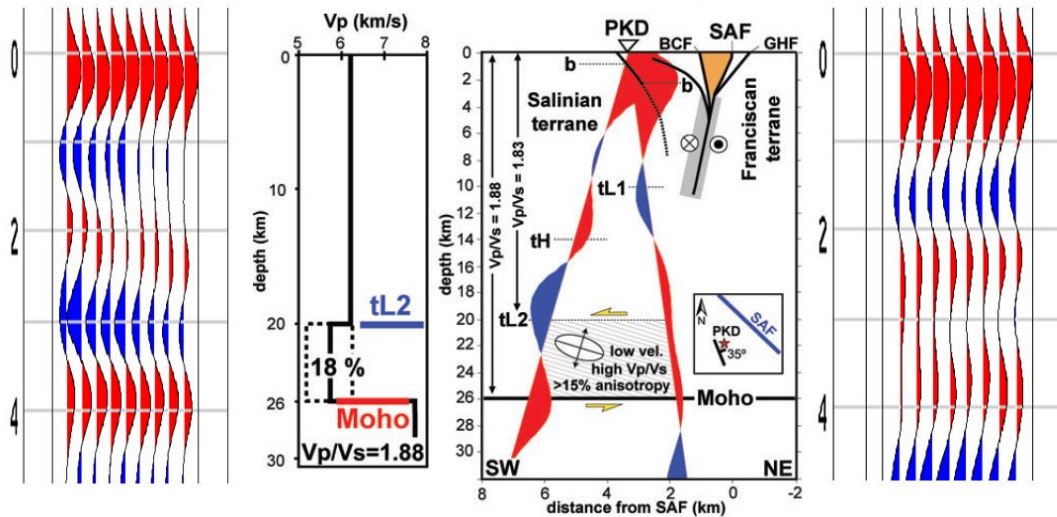 0
2
4
Vp (km/s)
5 6 7 8
0
10
20
26
30
depth (km)
tL2
18 %
Moho
Vp/Vs=1.88
PKD
SAF
BCF
GHF
b
b
Salinian
terrane
Franciscan
terrane
Vp/Vs = 1.88
Vp/Vs = 1.83
tL1
tH
tL2
0
2
4
6
8
10
12
14
16
18
20
22
24
26
28
30
depth (km)
low vel.
high Vp/Vs
>15% anisotropy
N
PKD
SAF
35º
Moho
SW
NE
8 6 4 2 0 -2
distance from SAF (km)
0
2
4